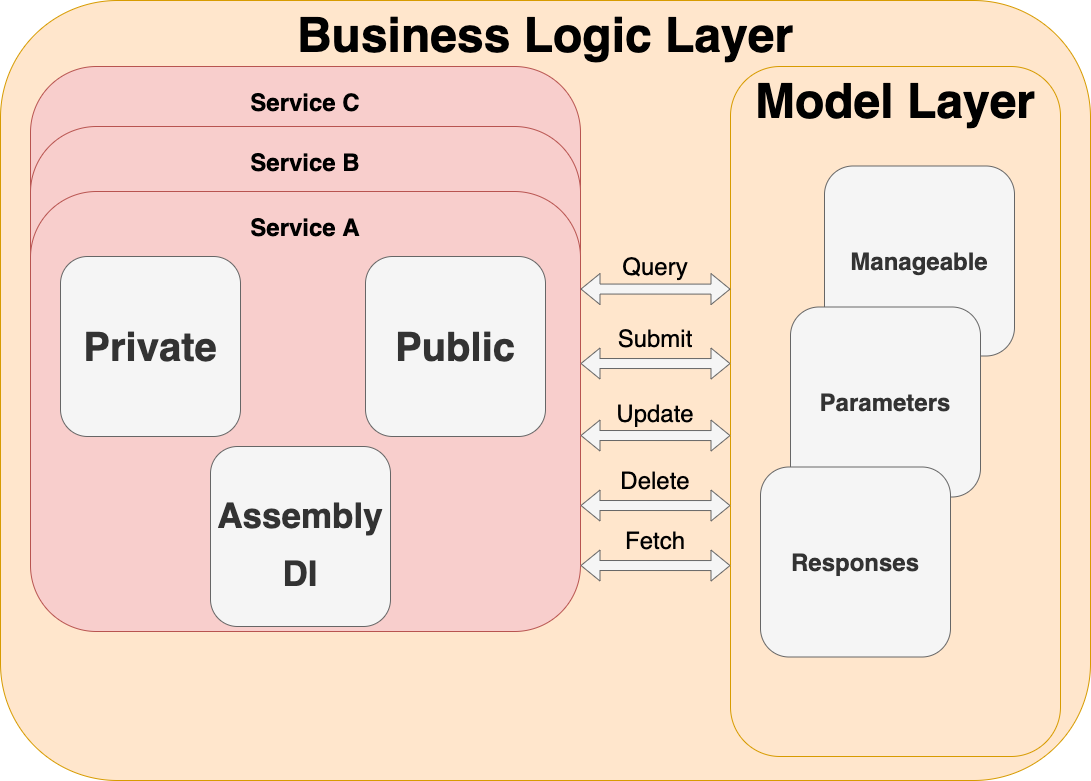 Business Logic Layer
Service C
Service B
Service A
Private
Public
Assembly
DI
Query
Submit
Update
Delete
Fetch
Model Layer
Manageable
Parameters
Responses